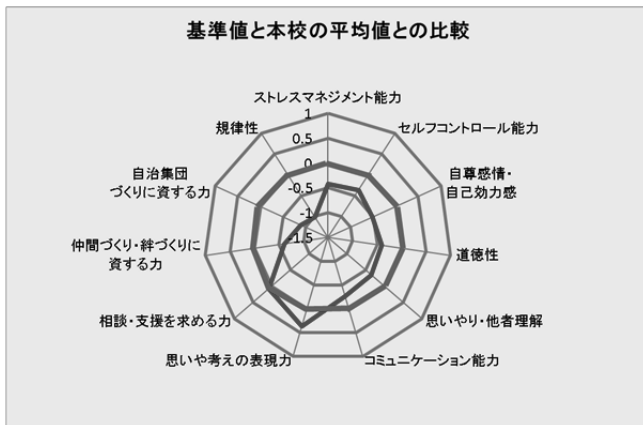 基準値と本校の平均値との比較
ストレスマネジメント能力
規律性
1
セルフコントロール能力
0.5
自治集団
づくりに資する力
0
自尊感情・
自己効力感
-0.5
-1
仲間づくり・絆づくりに
資する力
-1.5
道徳性
相談・支援を求める力
思いやり・他者理解
思いや考えの表現力
コミュニケーション能力